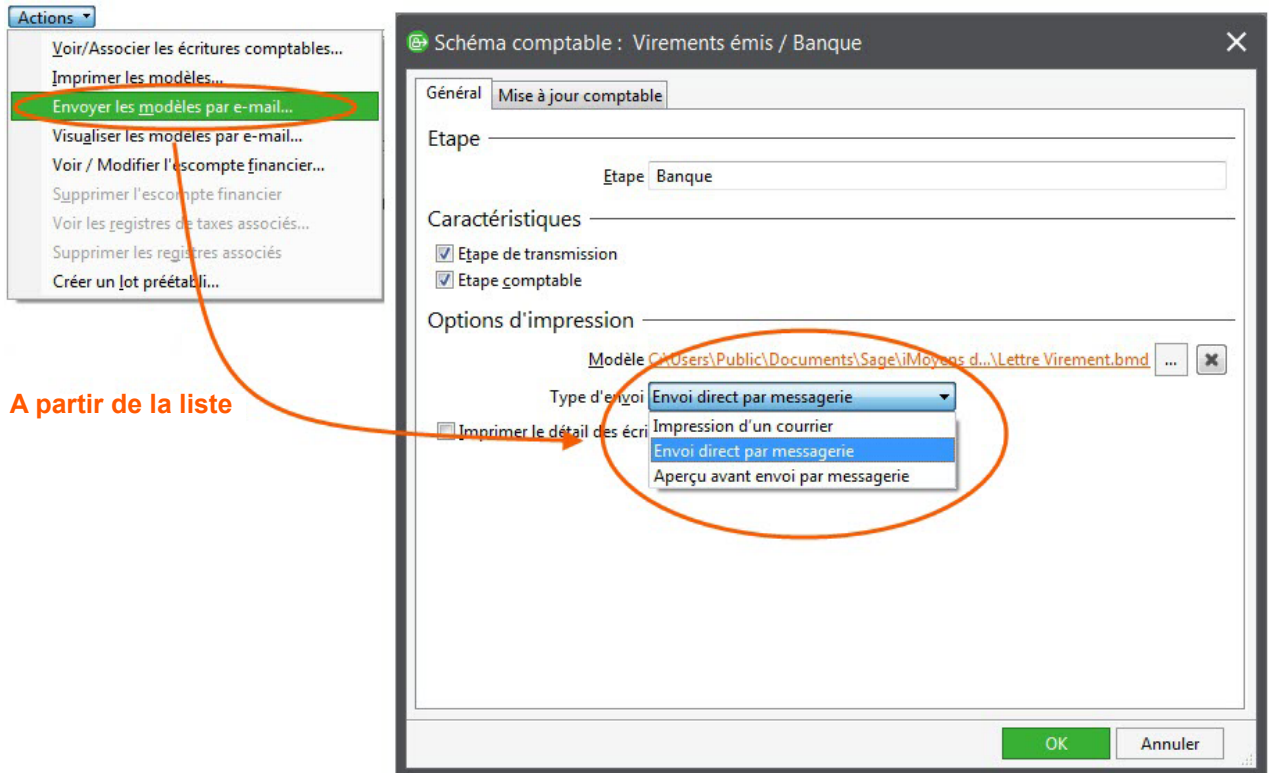 Actions
Voir/Associer les écritures comptables...
Imprimer les modèles...
Envoyer les modèles par e-mail...
Visualiser les modèles par e-mail...
Voir / Modifier l'escompte financier...
Supprimer l'escompte financier
Voir les registres de taxes associés...
Supprimer les registres associés
Créer un lot préétabli...
A partir de la liste
Schéma comptable : Virements émis / Banque
Général Mise à jour comptable
Etape
Etape Banque
Caractéristiques
Etape de transmission
Etape comptable
Options d'impression
Modèle C:\Users\Public\Documents\Sage\iMoyens d...\Lettre Virement.bmd ...
Type d'envoi Envoi direct par messagerie
Imprimer le détail des écri
Impression d'un courrier
Envoi direct par messagerie
Aperçu avant envoi par messagerie
OK Annuler